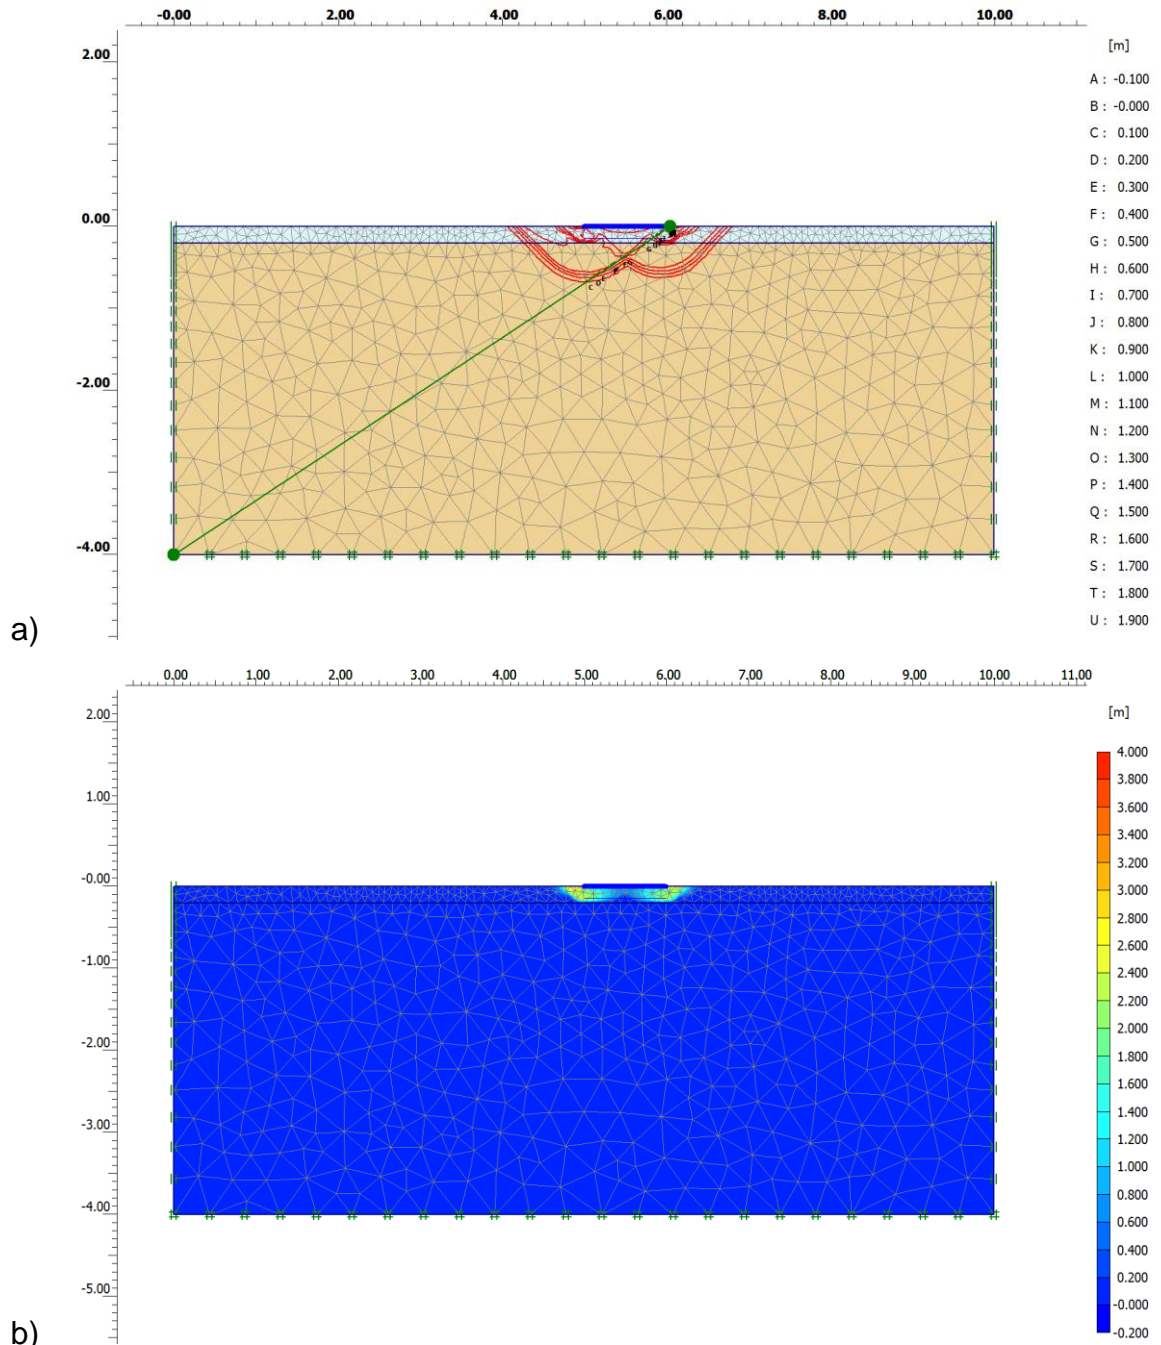 -0.00 2.00 4.00 6.00 8.00 10.00
[m]
2.00
A : -0.100
B : -0.000
C : 0.100
D : 0.200
E : 0.300
F : 0.400
0.00
G : 0.500
H : 0.600
I : 0.700
J : 0.800
K : 0.900
-2.00
L : 1.000
M : 1.100
N : 1.200
O : 1.300
P : 1.400
Q : 1.500
-4.00
R : 1.600
S : 1.700
T : 1.800
U : 1.900
a)
0.00 1.00 2.00 3.00 4.00 5.00 6.00 7.00 8.00 9.00 10.00 11.00
[m]
2.00
1.00
-0.00
-1.00
-2.00
-3.00
-4.00
-5.00
4.000
3.800
3.600
3.400
3.200
3.000
2.800
2.600
2.400
2.200
2.000
1.800
1.600
1.400
1.200
1.000
0.800
0.600
0.400
0.200
-0.000
-0.200
b)